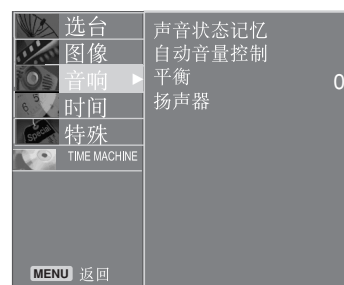 选台
图像
音响
时间
特殊
TIME MACHINE
MENU 返回
声音状态记忆
自动音量控制
平衡 0
扬声器